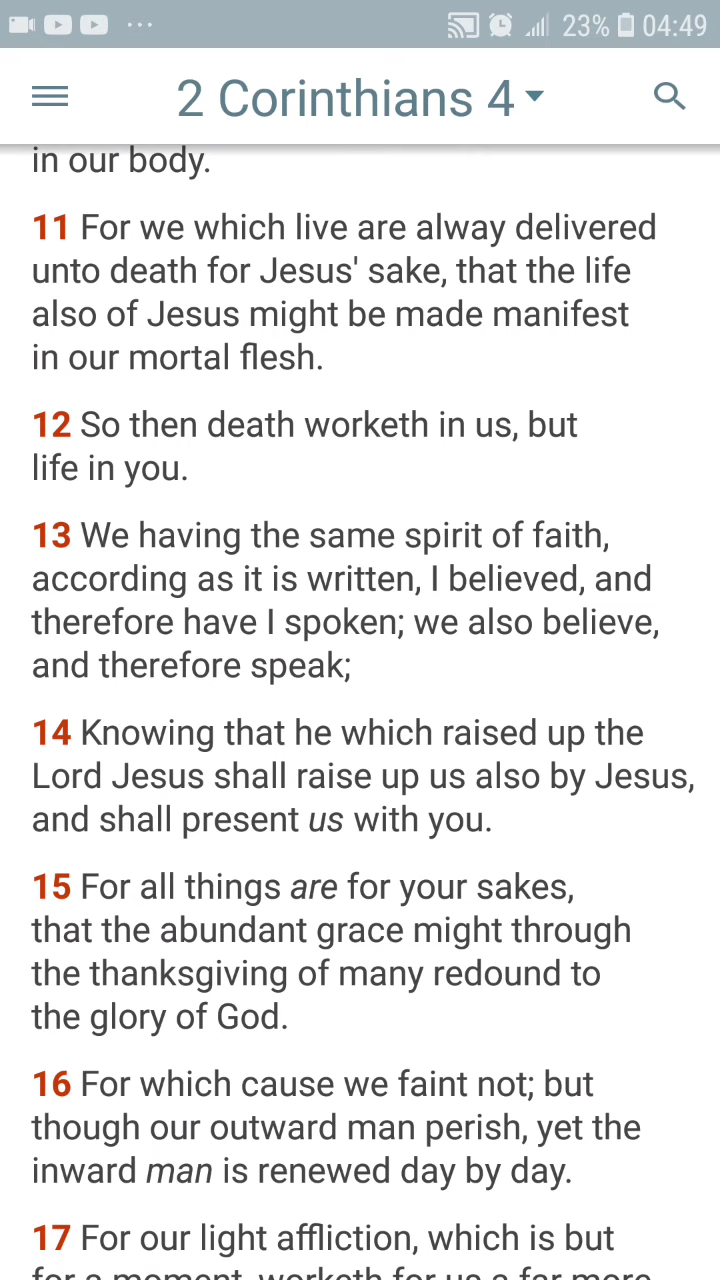 23% 04:49
2 Corinthians 4
in our body.
11 For we which live are alway delivered
unto death for Jesus' sake, that the life
also of Jesus might be made manifest
in our mortal flesh.
12 So then death worketh in us, but
life in you.
13 We having the same spirit of faith,
according as it is written, I believed, and
therefore have I spoken; we also believe,
and therefore speak;
14 Knowing that he which raised up the
Lord Jesus shall raise up us also by Jesus,
and shall present us with you.
15 For all things are for your sakes,
that the abundant grace might through
the thanksgiving of many redound to
the glory of God.
16 For which cause we faint not; but
though our outward man perish, yet the
inward man is renewed day by day.
17 For our light affliction, which is but
for a moment, worketh for us a far more